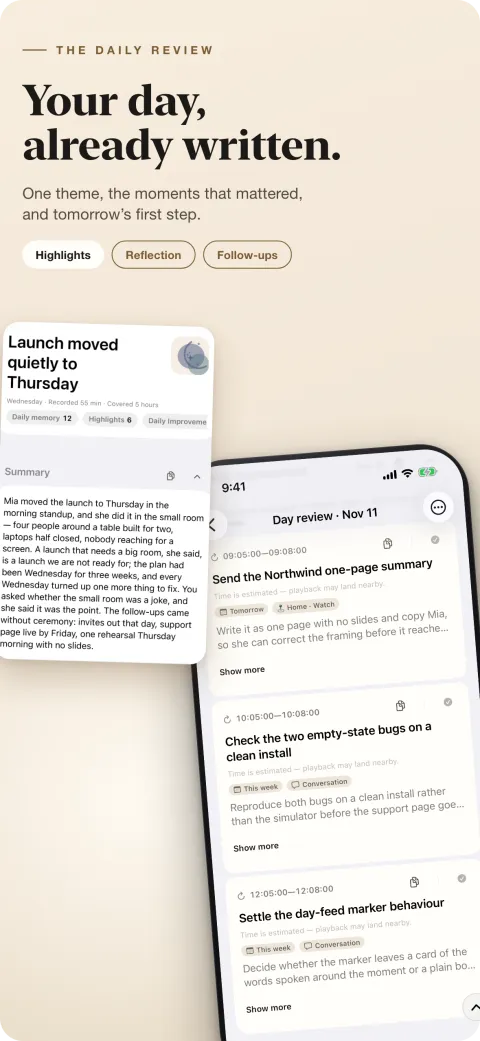 THE DAILY REVIEW
Your day,
already written.
One theme, the moments that mattered,
and tomorrow's first step.
Highlights
Reflection
Follow-ups
Launch moved
quietly to
Thursday
Wednesday · Recorded 55 min · Covered 5 hours
Daily memory 12
Highlights 6
Daily Improveme
Summary
Mia moved the launch to Thursday in the
morning standup, and she did it in the small room
— four people around a table built for two,
laptops half closed, nobody reaching for a
screen. A launch that needs a big room, she said,
is a launch we are not ready for; the plan had
been Wednesday for three weeks, and every
Wednesday turned up one more thing to fix. You
asked whether the small room was a joke, and
she said it was the point. The follow-ups came
without ceremony: invites out that day, support
page live by Friday, one rehearsal Thursday
morning with no slides.
9:41
Day review · Nov 11
09:05:00—09:08:00
Send the Northwind one-page summary
Time is estimated — playback may land nearby.
Tomorrow
Home · Watch
Write it as one page with no slides and copy Mia,
so she can correct the framing before it reache...
Show more
10:05:00—10:08:00
Check the two empty-state bugs on a
clean install
Time is estimated — playback may land nearby.
This week
Conversation
Reproduce both bugs on a clean install rather
than the simulator before the support page goe...
Show more
12:05:00—12:08:00
Settle the day-feed marker behaviour
Time is estimated — playback may land nearby.
This week
Conversation
Decide whether the marker leaves a card of the
words spoken around the moment or a plain bo...
Show more